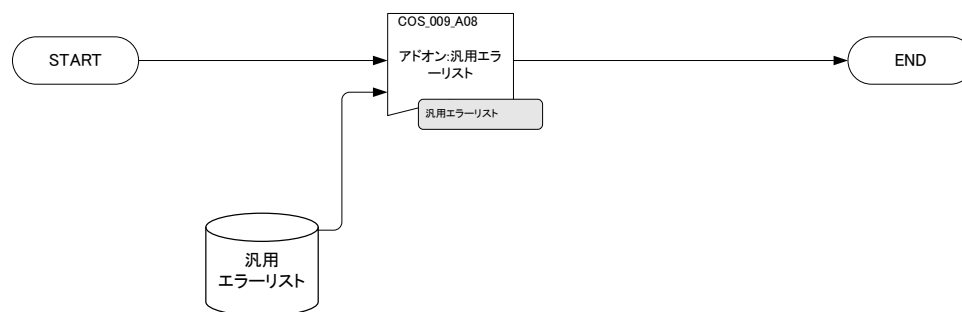 COS_009_A08
START
アドオン:汎用エラ
ーリスト
END
汎用エラーリスト
汎用
エラーリスト